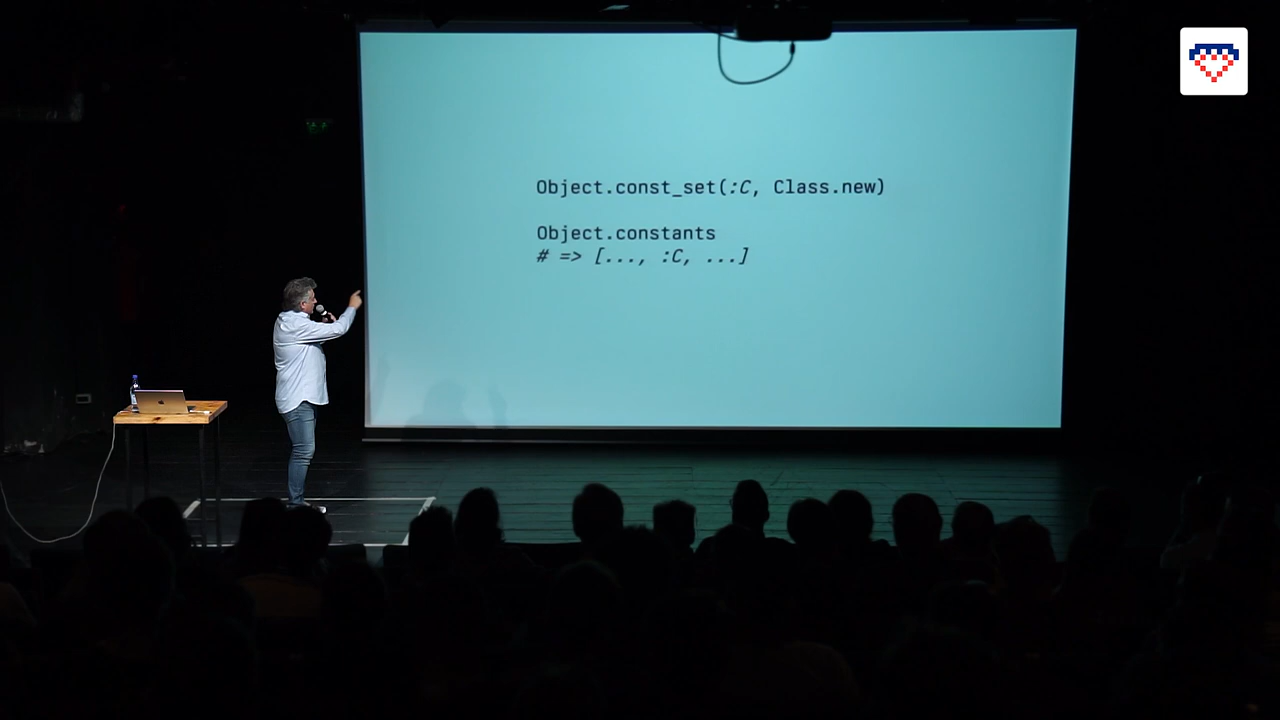 Object.const_set(:C, Class.new)
Object.constants
# => [..., :C, ...]